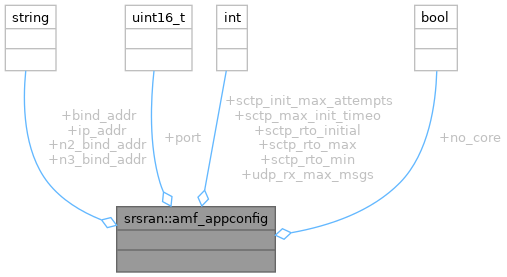 string
uint16_t
int
bool
+bind_addr
+ip_addr
+n2_bind_addr
+n3_bind_addr
+port
+sctp_init_max_attempts
+sctp_max_init_timeo
+sctp_rto_initial
+sctp_rto_max
+sctp_rto_min
+udp_rx_max_msgs
+no_core
srsran::amf_appconfig